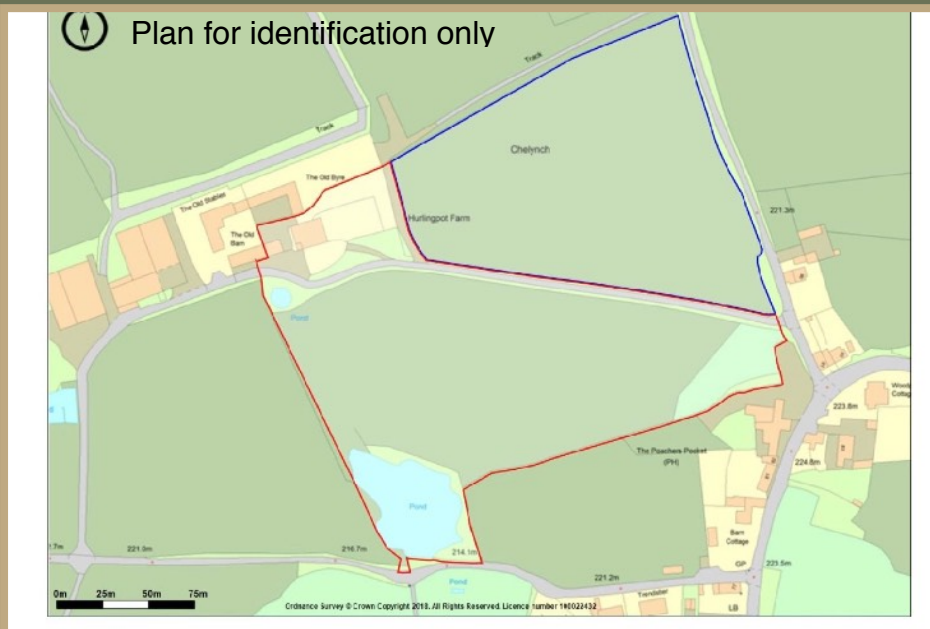 Plan for identification only
Track
Track
Chelynch
The Old Byre
The Old Stables
Hurlingpot Farm
The Old
Barn
221.3m
Pond
223.8m
The Poachers Pocket
(PH)
224.8m
Pond
Barn
Cottage
221.0m
216.7m
214.1m
GP
223.5m
221.2m
Pond
LB
0m 25m 50m 75m
Ordnance Survey © Crown Copyright 2018. All Rights Reserved. Licence number 100022432